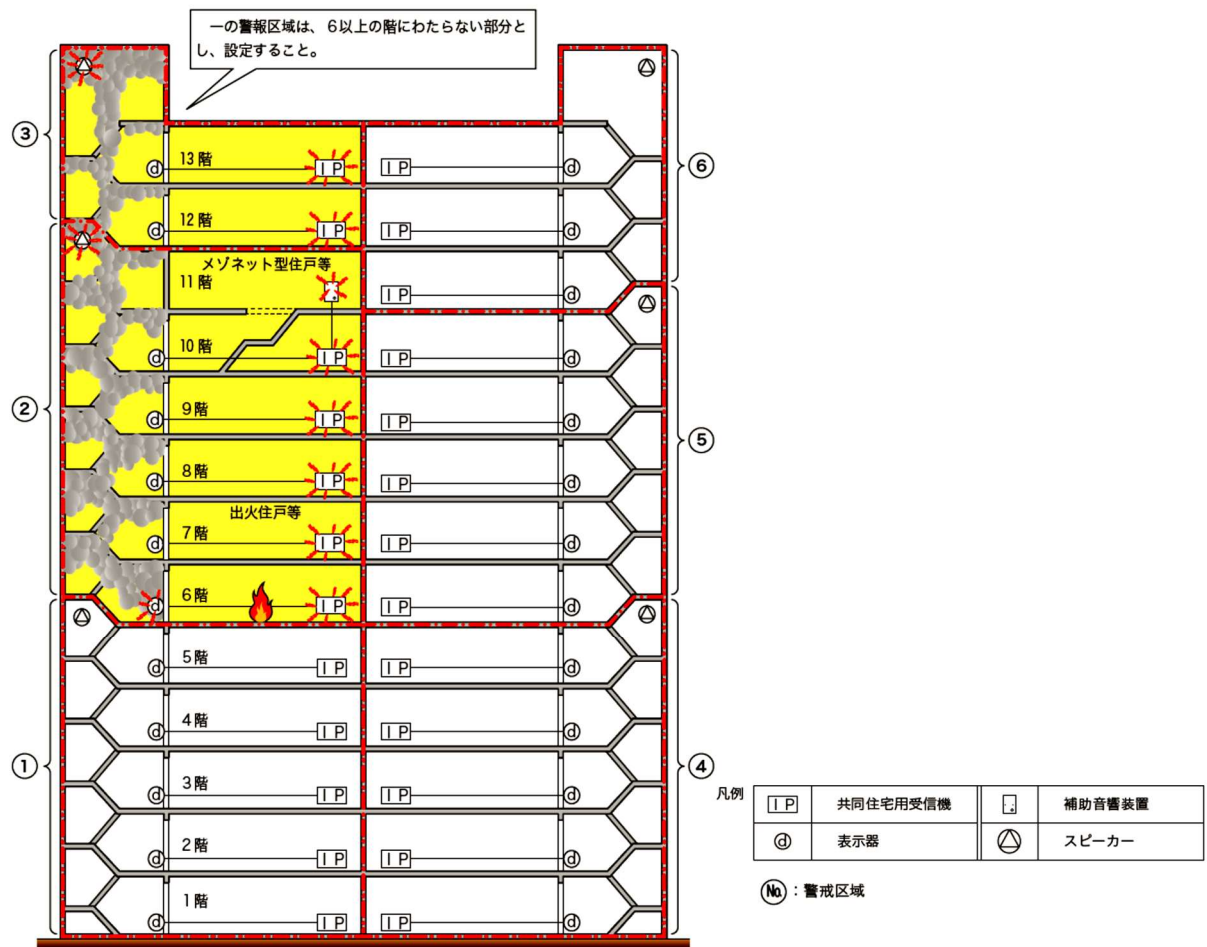 一の警報区域は、6以上の階にわたらない部分と
し、設定すること。
③
②
①
13階
IP
IP
d
d
12階
IP
IP
d
d
メゾネット型住戸等
11階
IP
d
10階
IP
IP
d
d
9階
IP
IP
d
d
8階
IP
IP
d
d
出火住戸等
7階
IP
IP
d
d
6階
IP
IP
d
d
5階
IP
IP
d
d
4階
IP
IP
d
d
3階
IP
IP
d
d
2階
IP
IP
d
d
1階
IP
IP
d
d
⑥
⑤
④
凡例
IP 共同住宅用受信機 補助音響装置
d 表示器 スピーカー
No.:警戒区域